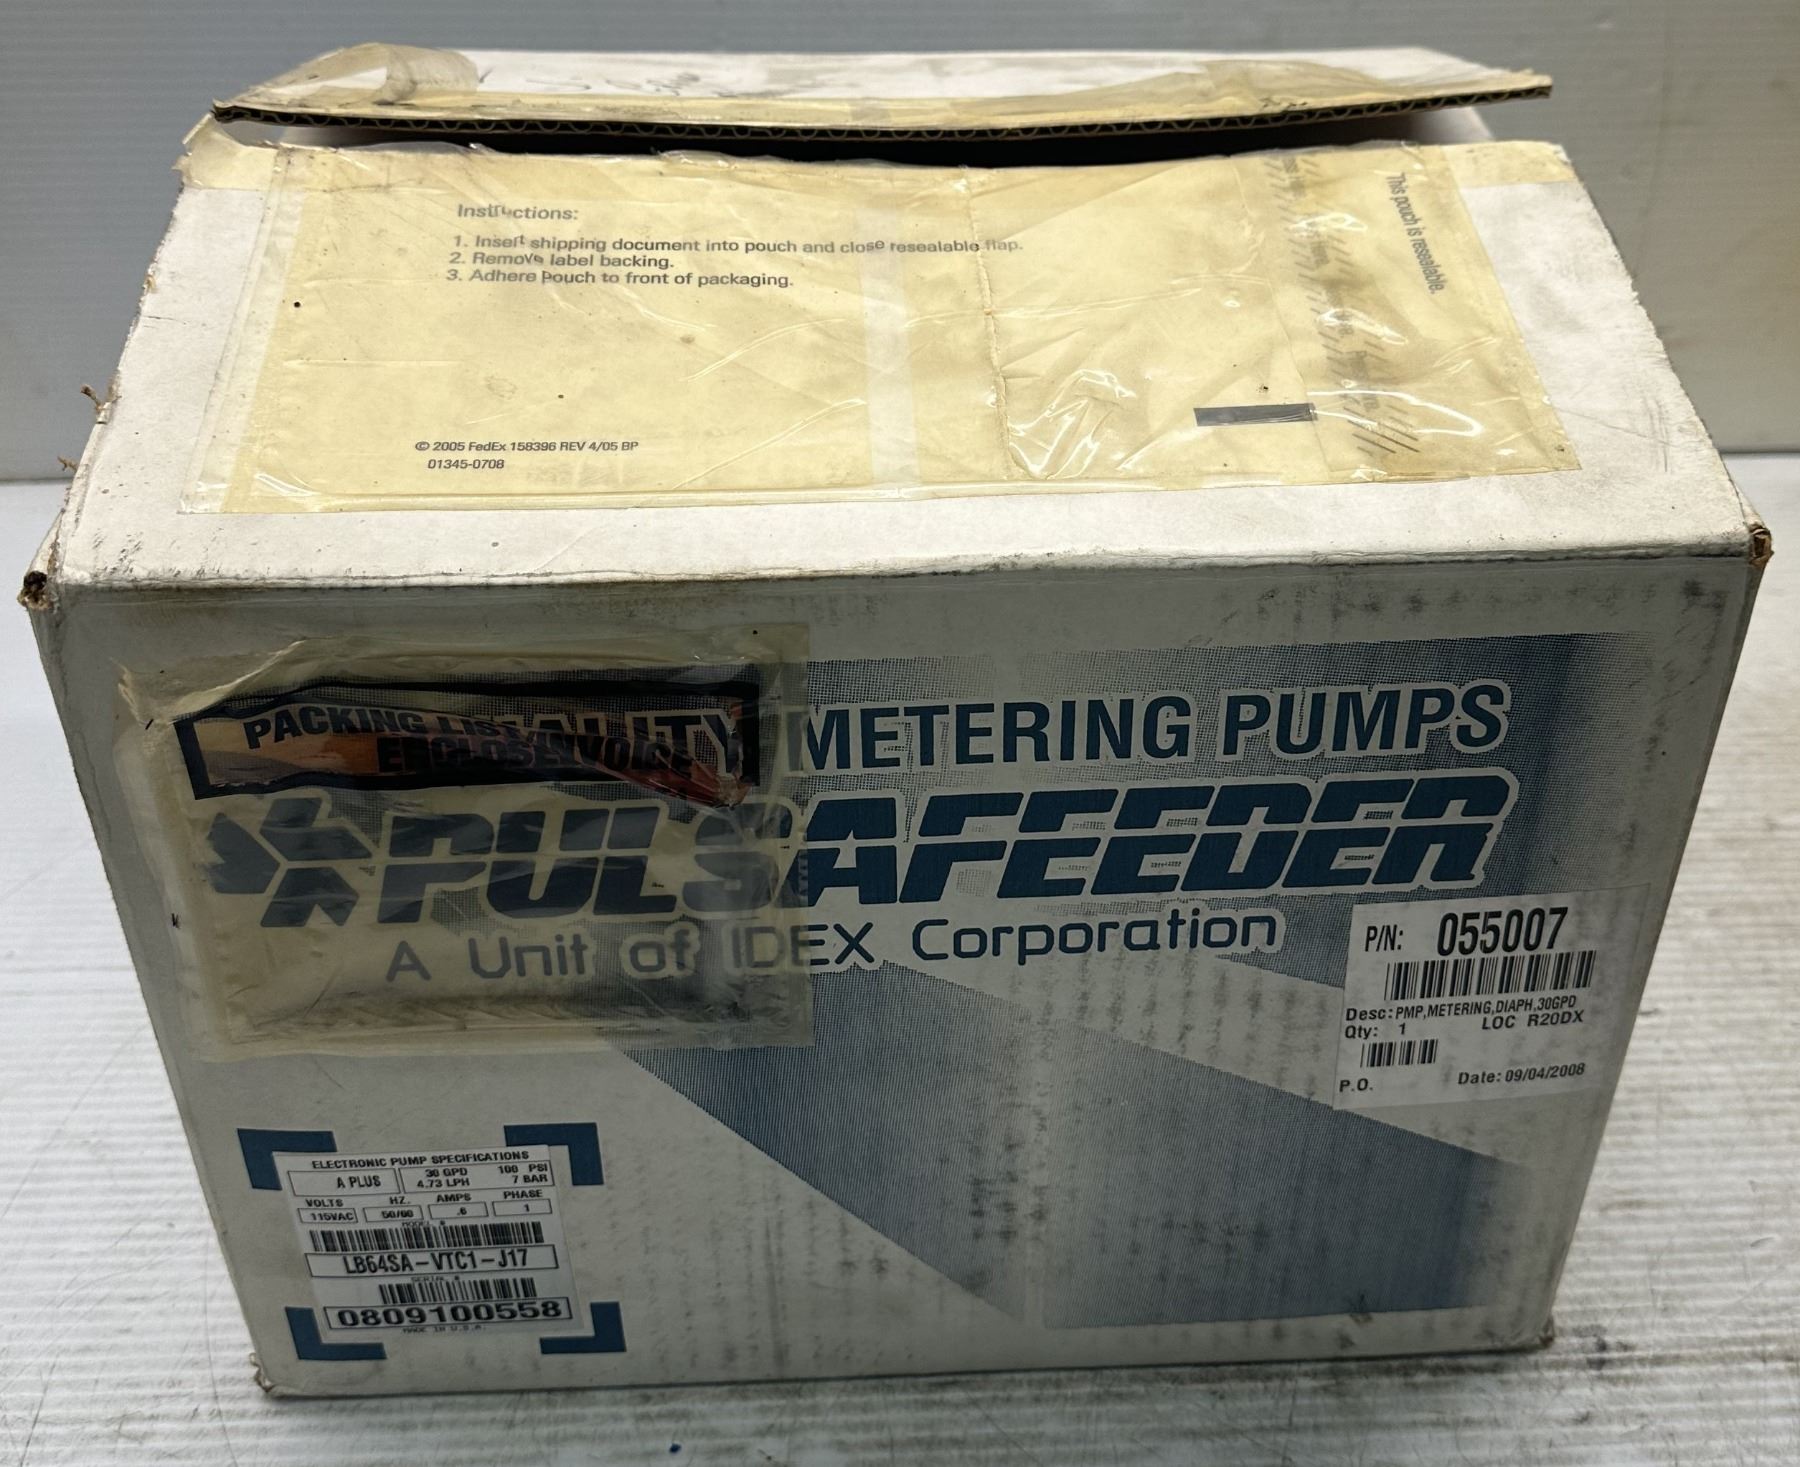 Instructions:
1. Insert shipping document into pouch and close resealable flap.
2. Remove label backing.
3. Adhere pouch to front of packaging.
This pouch is resealable.
© 2005 FedEx 158396 REV 4/05 BP
01345-0708
PACKING LIST
METERING PUMPS
PULSAFEEDER
A Unit of IDEX Corporation
P/N: 055007
Desc: PMP,METERING,DIAPH,30GPD
Qty: 1 LOC R20DX
P.O. Date: 09/04/2008
ELECTRONIC PUMP SPECIFICATIONS
A PLUS 30 GPD 100 PSI
4.73 LPH 7 BAR
VOLTS HZ. AMPS PHASE
115VAC 50/60 .6 1
MODEL #
LB64SA-VTC1-J17
SERIAL #
0809100558
MADE IN U.S.A.